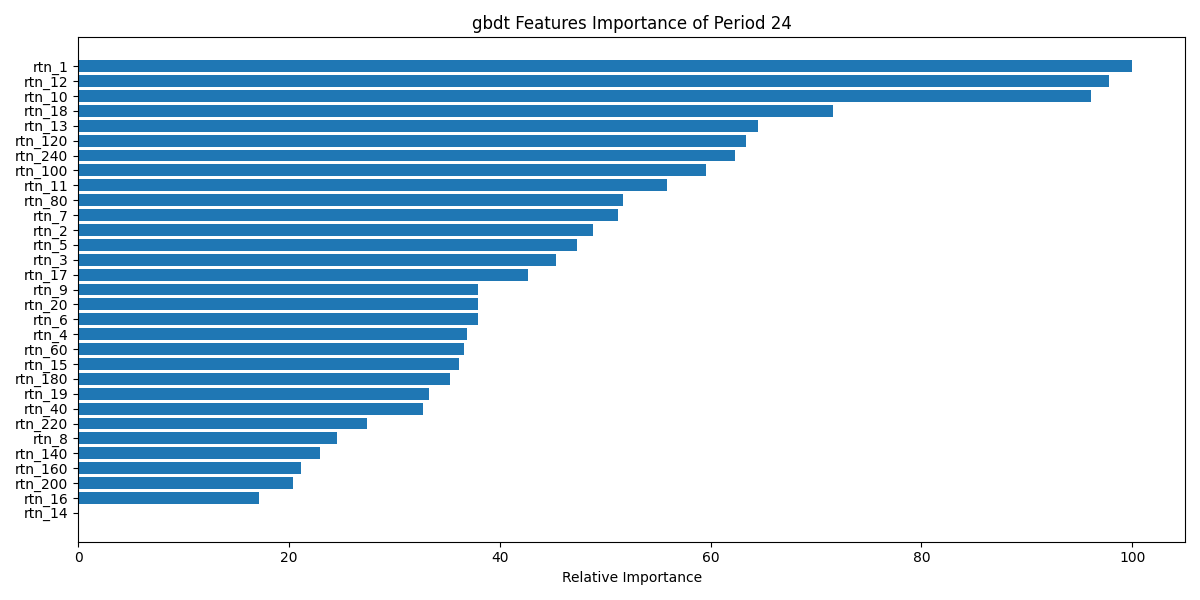 gbdt Features Importance of Period 24
rtn_1
rtn_12
rtn_10
rtn_18
rtn_13
rtn_120
rtn_240
rtn_100
rtn_11
rtn_80
rtn_7
rtn_2
rtn_5
rtn_3
rtn_17
rtn_9
rtn_20
rtn_6
rtn_4
rtn_60
rtn_15
rtn_180
rtn_19
rtn_40
rtn_220
rtn_8
rtn_140
rtn_160
rtn_200
rtn_16
rtn_14
0 20 40 60 80 100
Relative Importance